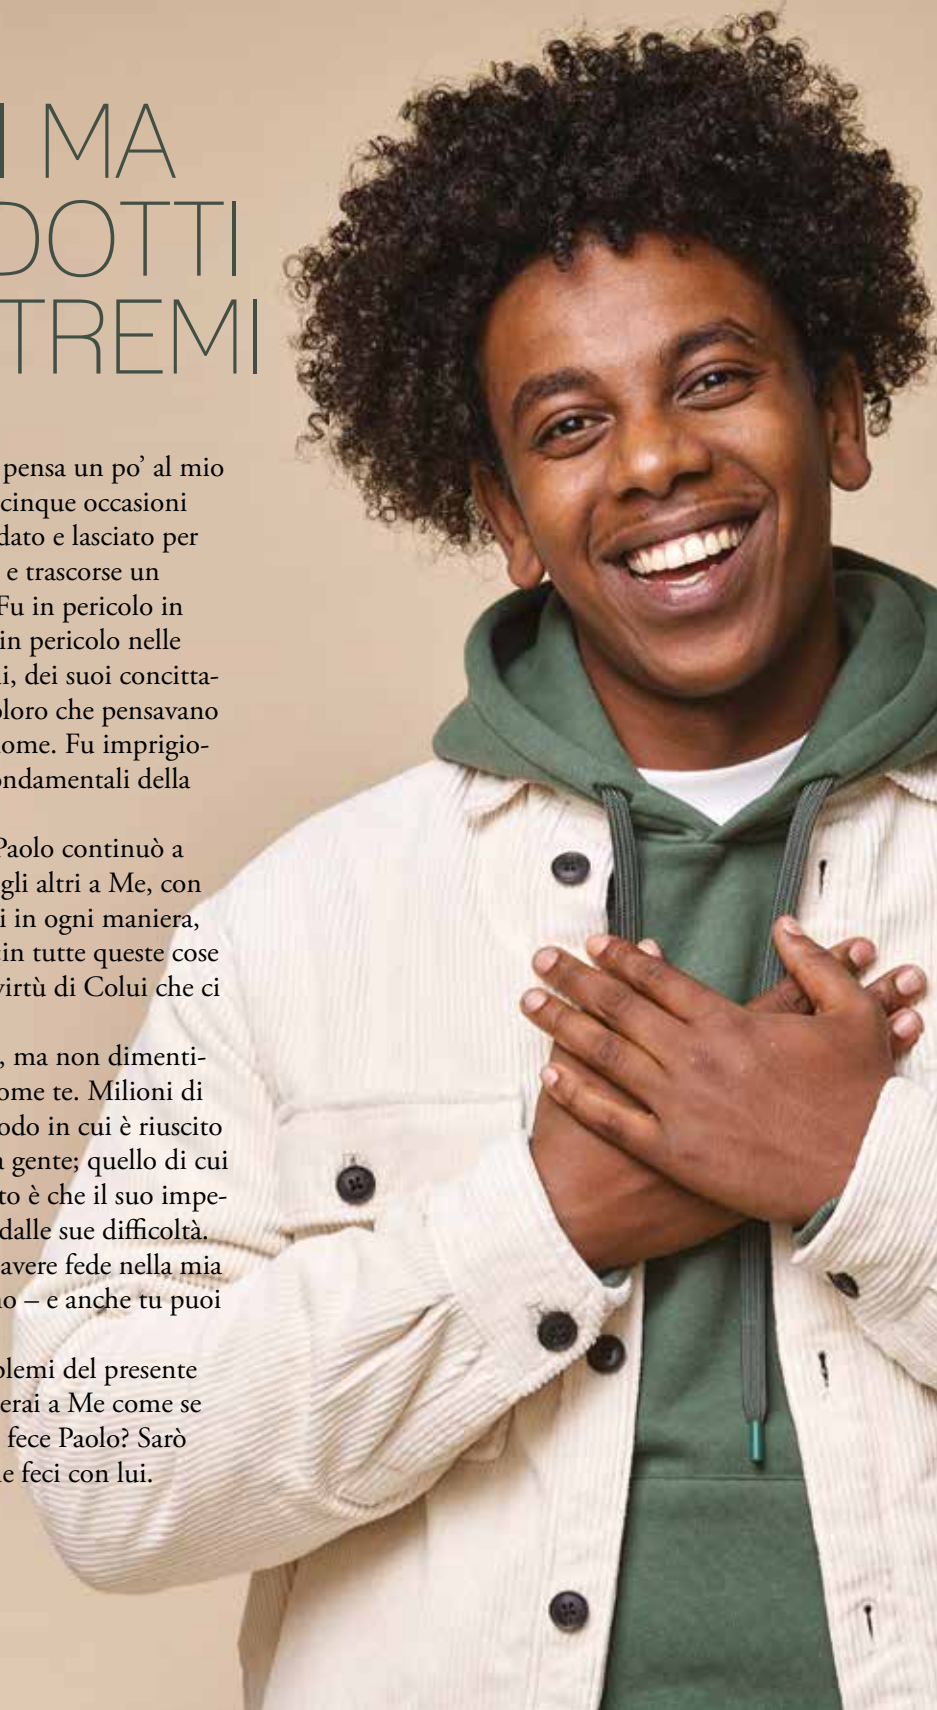 I MA
DOTTI
TREMI
pensa un po’ al mio
cinque occasioni
dato e lasciato per
e trascorse un
Fu in pericolo in
in pericolo nelle
i, dei suoi concitta-
oloro che pensavano
ome. Fu imprigio-
ondamentali della
Paolo continuò a
gli altri a Me, con
i in ogni maniera,
in tutte queste cose
virtù di Colui che ci
, ma non dimenti-
ome te. Milioni di
odo in cui è riuscito
a gente; quello di cui
to è che il suo impe-
dalle sue difficoltà.
avere fede nella mia
no – e anche tu puoi
blemi del presente
erai a Me come se
fece Paolo? Sarò
e feci con lui.